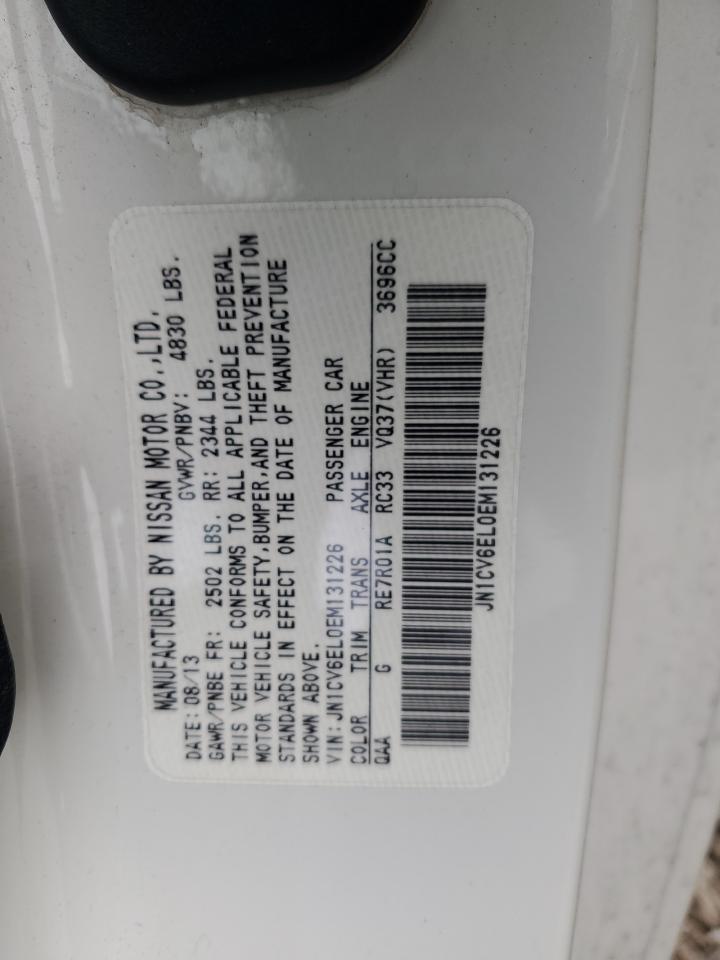 MANUFACTURED BY NISSAN MOTOR CO.,LTD.
DATE: 08/13 GVWR/PNBV: 4830 LBS.
GAWR/PNBE FR: 2502 LBS. RR: 2344 LBS.
THIS VEHICLE CONFORMS TO ALL APPLICABLE FEDERAL
MOTOR VEHICLE SAFETY,BUMPER,AND THEFT PREVENTION
STANDARDS IN EFFECT ON THE DATE OF MANUFACTURE
SHOWN ABOVE.
VIN:JN1CV6EL0EM131226 PASSENGER CAR
COLOR TRIM TRANS AXLE ENGINE
QAA G RE7R01A RC33 VQ37(VHR) 3696CC
JN1CV6EL0EM131226